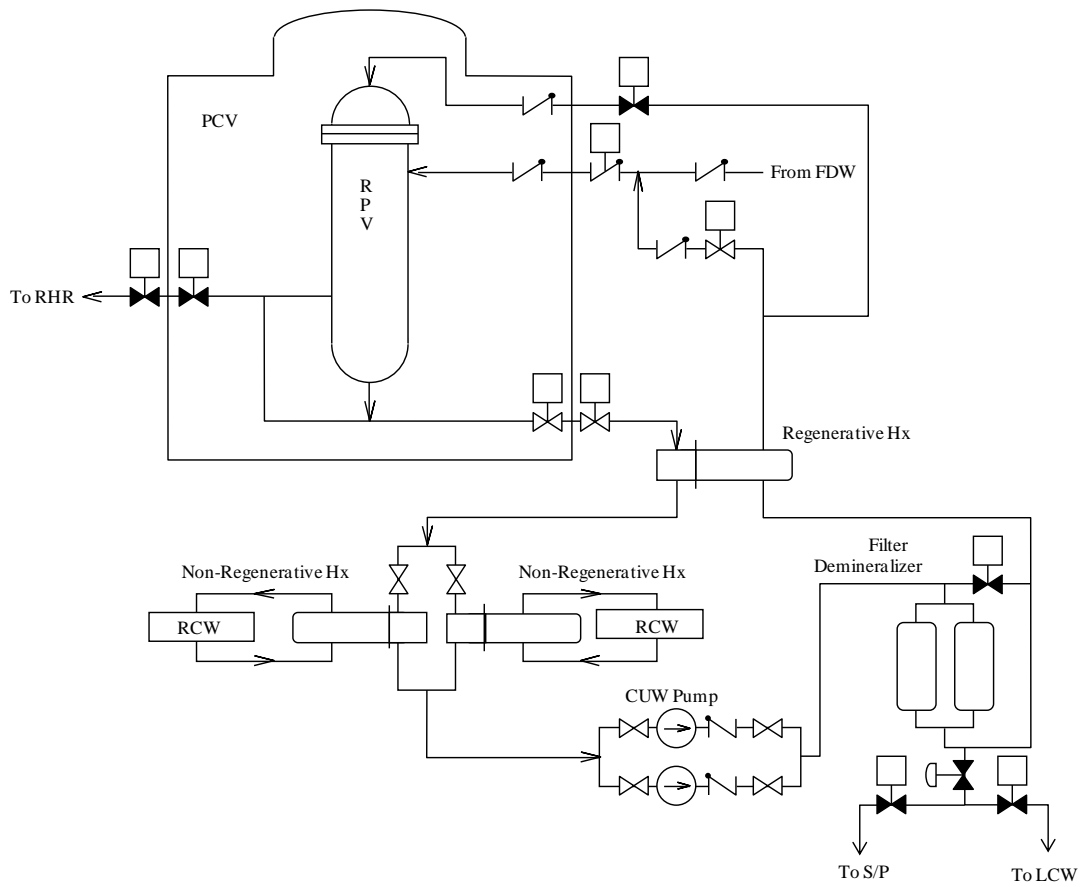 PCV
From FDW
R
P
V
To RHR
Regenerative Hx
Filter
Demineralizer
Non-Regenerative Hx
Non-Regenerative Hx
RCW
RCW
CUW Pump
To S/P
To LCW